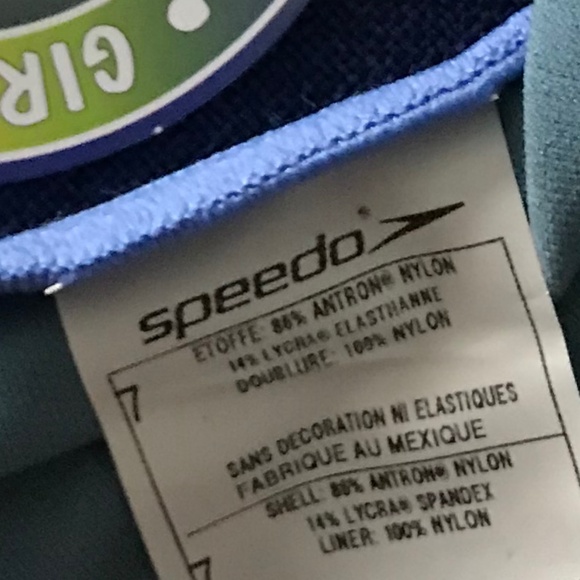 GIR
speedo®
ETOFFE: 86% ANTRON® NYLON
14% LYCRA® ELASTHANNE
DOUBLURE: 100% NYLON
7
SANS DECORATION NI ELASTIQUES
FABRIQUE AU MEXIQUE
SHELL: 86% ANTRON® NYLON
14% LYCRA® SPANDEX
LINER: 100% NYLON
7